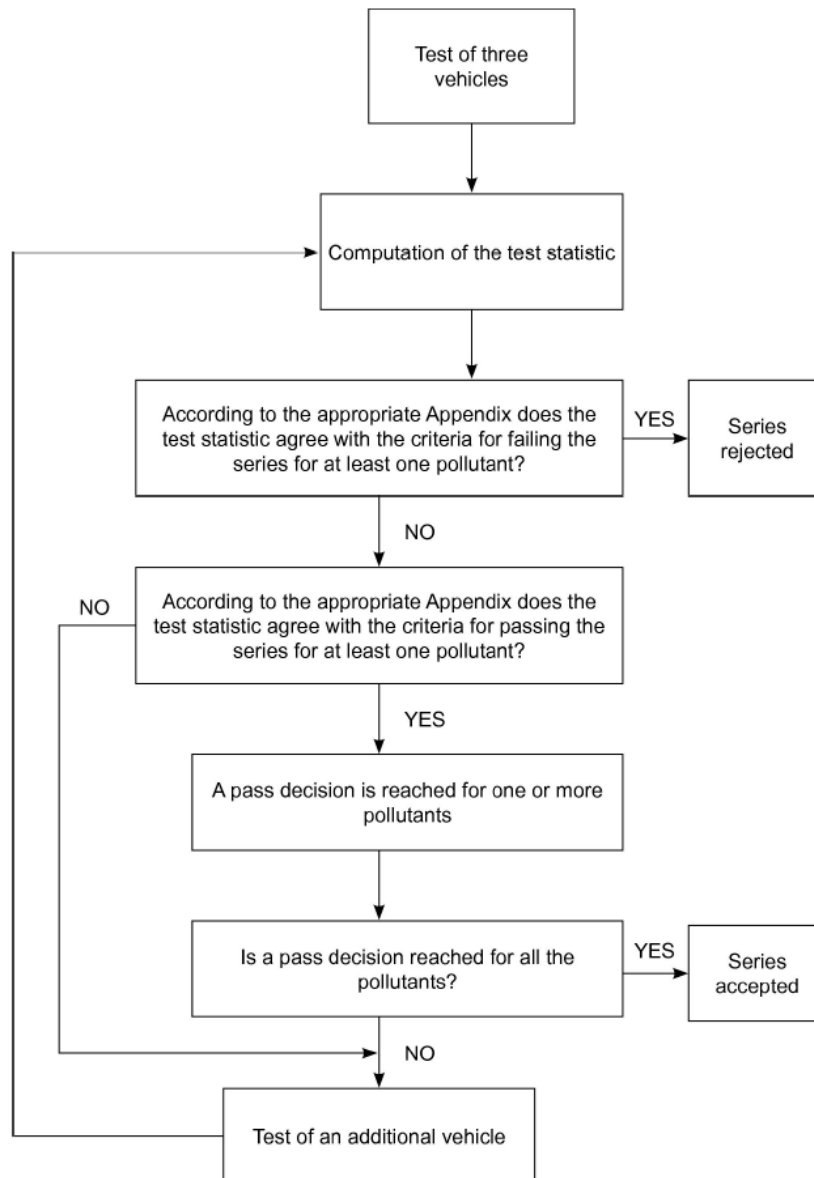 Test of three
vehicles
Computation of the test statistic
According to the appropriate Appendix does the
test statistic agree with the criteria for failing the
series for at least one pollutant?
YES
Series
rejected
NO
According to the appropriate Appendix does the
test statistic agree with the criteria for passing the
series for at least one pollutant?
NO
YES
A pass decision is reached for one or more
pollutants
Is a pass decision reached for all the
pollutants?
YES
Series
accepted
NO
Test of an additional vehicle